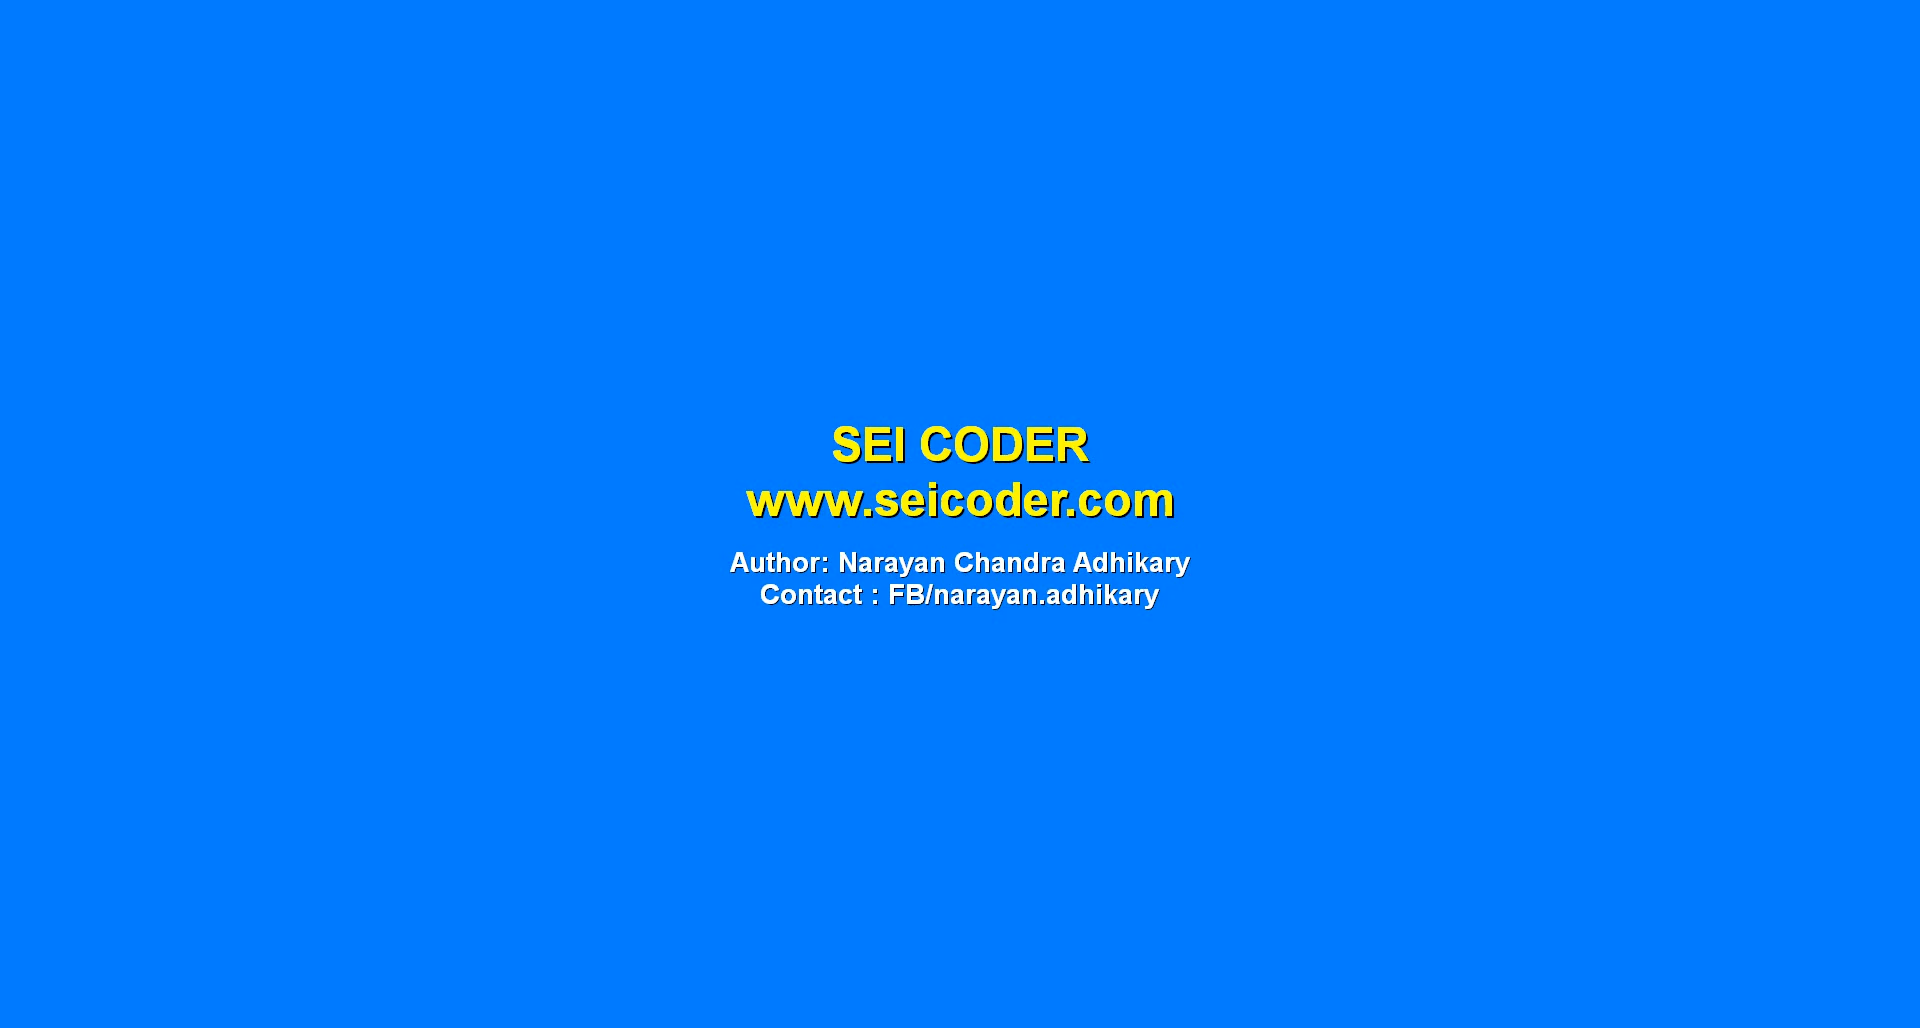 SEI CODER
www.seicoder.com
Author: Narayan Chandra Adhikary
Contact : FB/narayan.adhikary